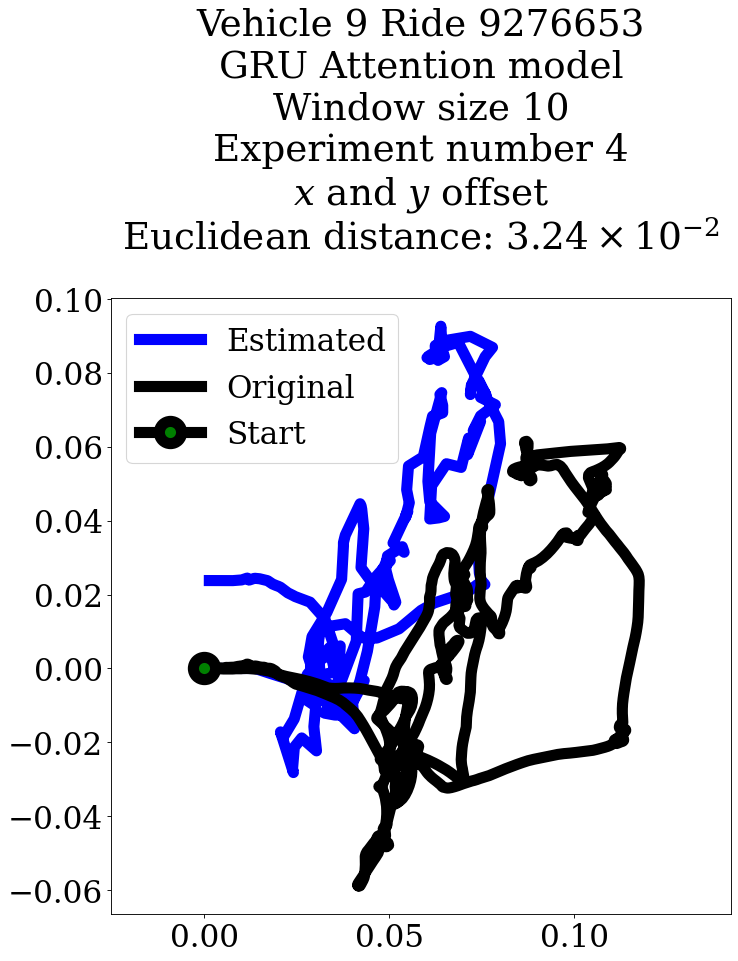 Vehicle 9 Ride 9276653
GRU Attention model
Window size 10
Experiment number 4
x and y offset
Euclidean distance: 3.24 × 10⁻²
Estimated
Original
Start
0.10
0.08
0.06
0.04
0.02
0.00
−0.02
−0.04
−0.06
0.00 0.05 0.10